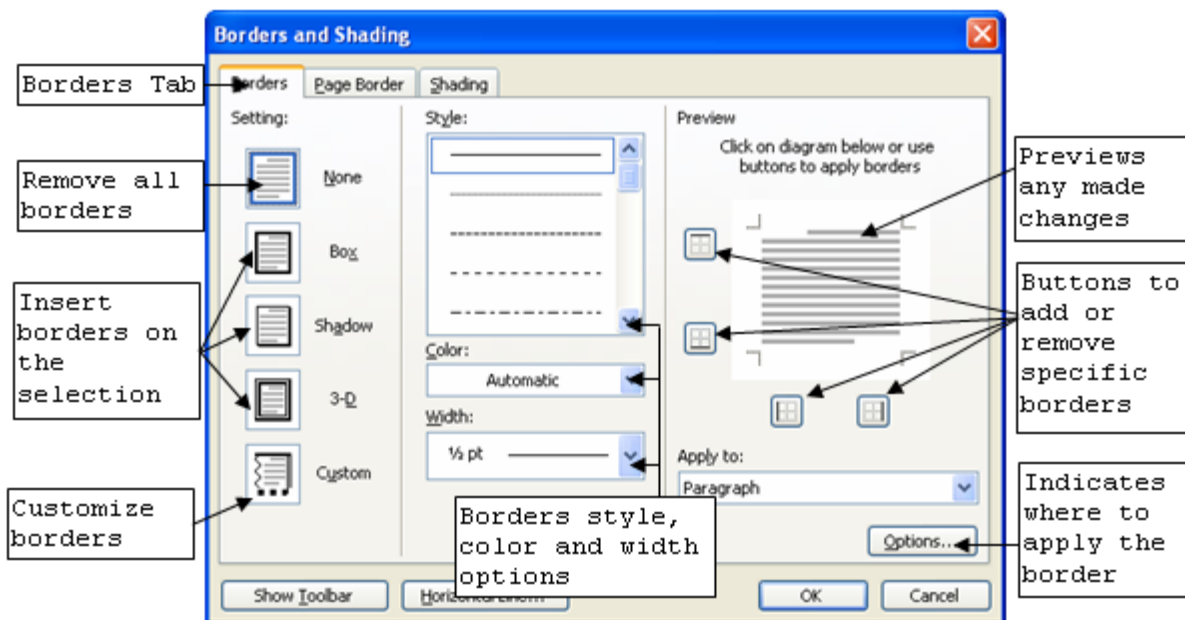 Borders and Shading
Borders Tab
Borders
Page Border
Shading
Setting:
None
Box
Shadow
3-D
Custom
Remove all
borders
Insert
borders on
the
selection
Customize
borders
Style:
Color:
Automatic
Width:
½ pt
Borders style,
color and width
options
Preview
Click on diagram below or use
buttons to apply borders
Apply to:
Paragraph
Options...
Previews
any made
changes
Buttons to
add or
remove
specific
borders
Indicates
where to
apply the
border
Show Toolbar
Horizontal Line...
OK
Cancel